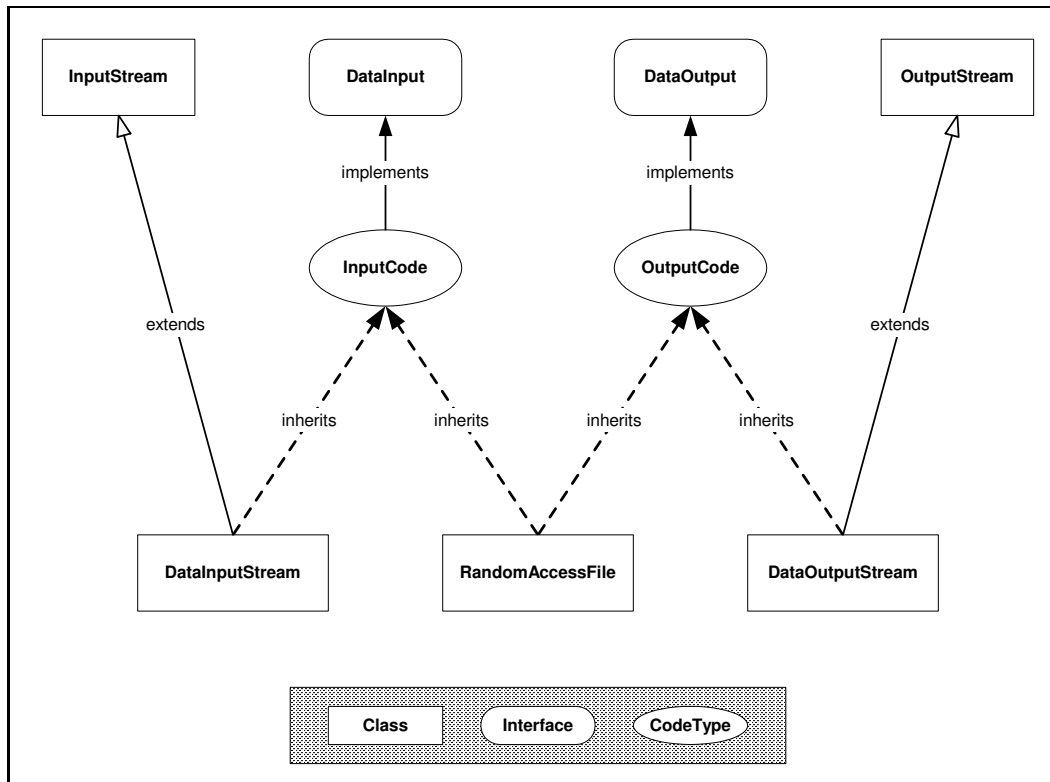 InputStream
DataInput
DataOutput
OutputStream
implements
implements
InputCode
OutputCode
extends
extends
inherits
inherits
inherits
inherits
DataInputStream
RandomAccessFile
DataOutputStream
Class
Interface
CodeType